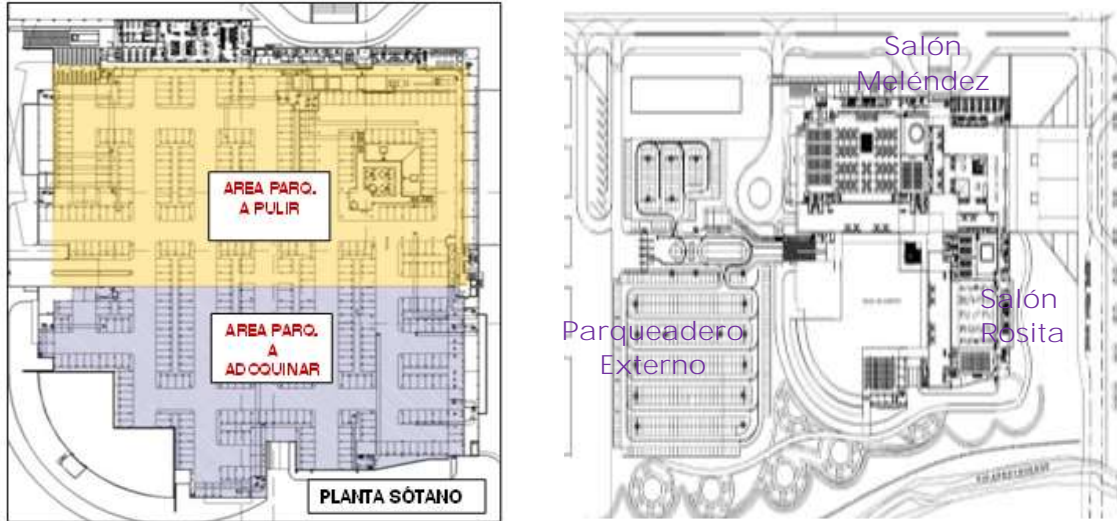 AREA PARQ.
A PULIR
AREA PARQ.
A
ADOQUINAR
PLANTA SÓTANO
Salón
Meléndez
Salón
Rosita
Parqueadero
Externo